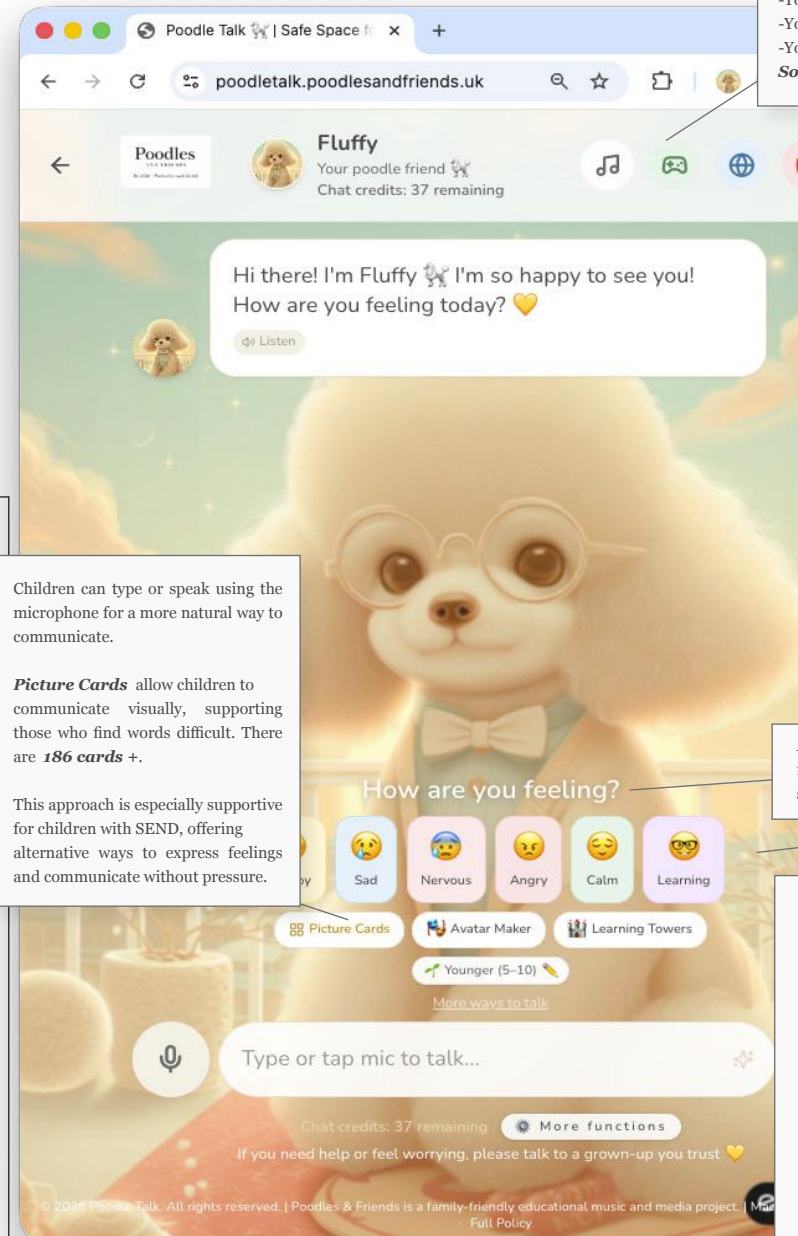 Poodle Talk 🐩 | Safe Space
poodletalk.poodlesandfriends.uk
Poodles
AND FRIENDS
Fluffy
Your poodle friend 🐩
Chat credits: 37 remaining
Hi there! I'm Fluffy 🐩 I'm so happy to see you!
How are you feeling today? 💛
Listen
Children can type or speak using the
microphone for a more natural way to
communicate.
Picture Cards allow children to
communicate visually, supporting
those who find words difficult. There
are 186 cards +.
This approach is especially supportive
for children with SEND, offering
alternative ways to express feelings
and communicate without pressure.
How are you feeling?
Sad
Nervous
Angry
Calm
Learning
Picture Cards
Avatar Maker
Learning Towers
Younger (5–10)
More ways to talk
Type or tap mic to talk...
Chat credits: 37 remaining
More functions
If you need help or feel worrying, please talk to a grown-up you trust 💛
© 2026 Poodle Talk. All rights reserved. | Poodles & Friends is a family-friendly educational music and media project. |
· Full Policy